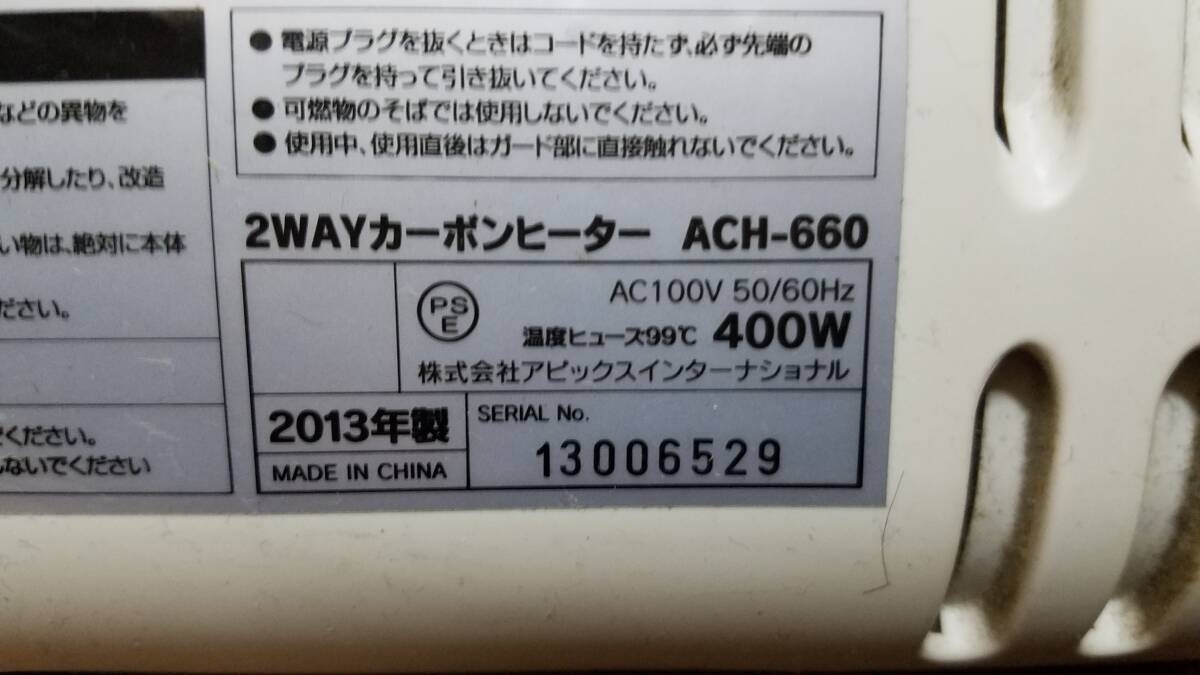 などの異物を
分解したり、改造
い物は、絶対に本体
ださい。
ください。
しないでください
●電源プラグを抜くときはコードを持たず、必ず先端の
プラグを持って引き抜いてください。
●可燃物のそばでは使用しないでください。
●使用中、使用直後はガード部に直接触れないでください。
2WAYカーボンヒーター ACH-660
PSE
AC100V 50/60Hz
温度ヒューズ99℃ 400W
株式会社アピックスインターナショナル
2013年製
MADE IN CHINA
SERIAL No.
13006529